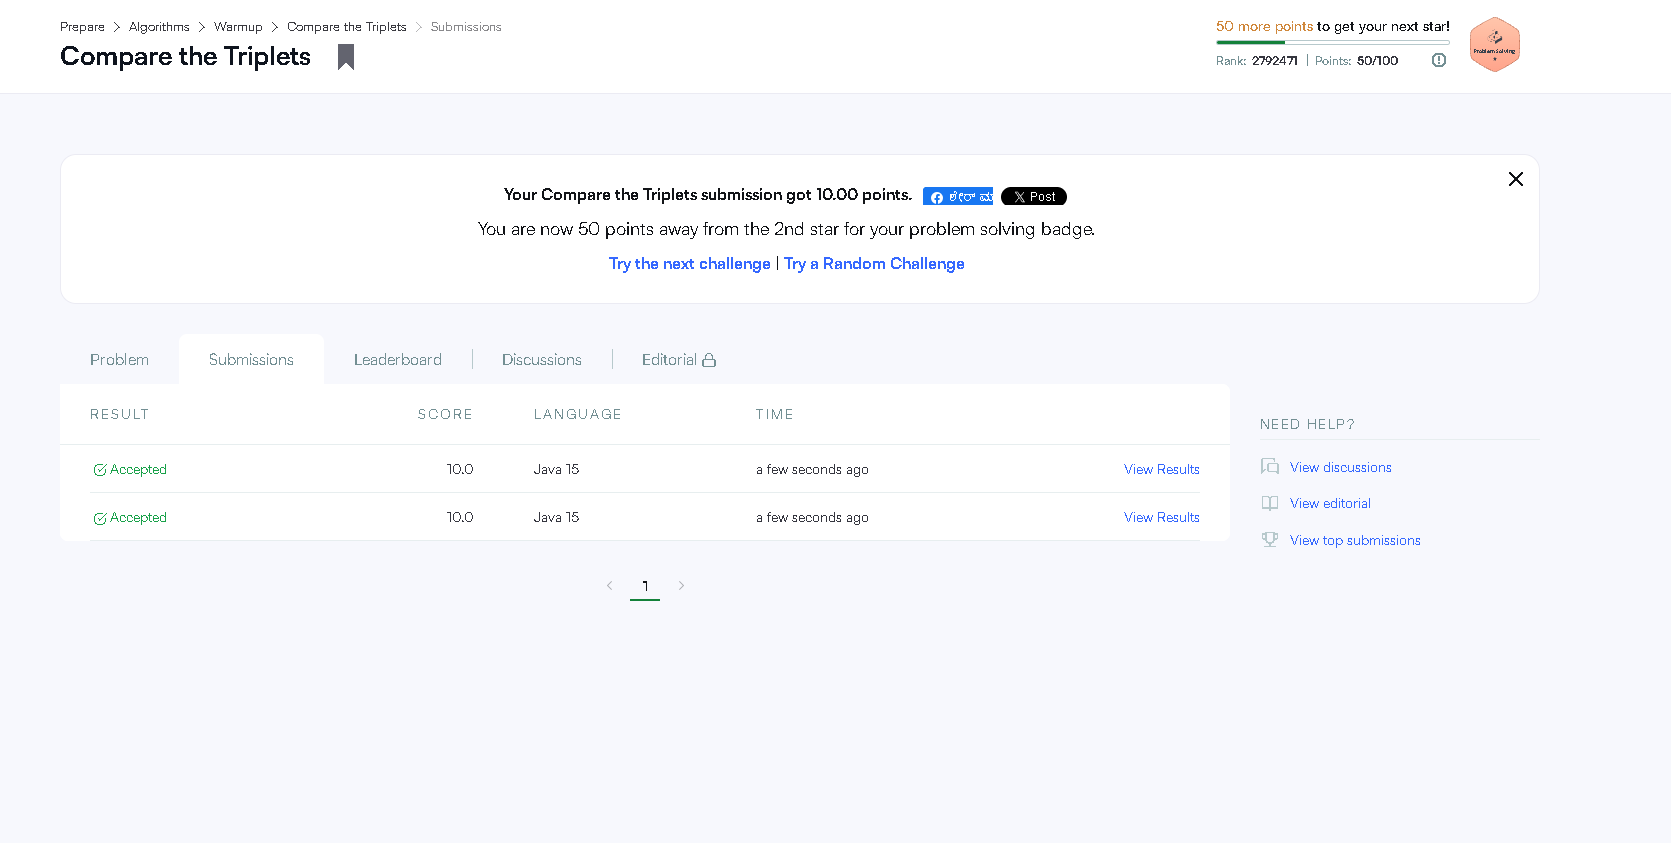 Prepare > Algorithms > Warmup > Compare the Triplets > Submissions
Compare the Triplets
50 more points to get your next star!
Rank: 2792471 | Points: 50/100
Problem Solving
Your Compare the Triplets submission got 10.00 points.
ಶೇರ್
Post
You are now 50 points away from the 2nd star for your problem solving badge.
Try the next challenge | Try a Random Challenge
Problem Submissions Leaderboard Discussions Editorial
RESULT SCORE LANGUAGE TIME
Accepted 10.0 Java 15 a few seconds ago View Results
Accepted 10.0 Java 15 a few seconds ago View Results
1
NEED HELP?
View discussions
View editorial
View top submissions